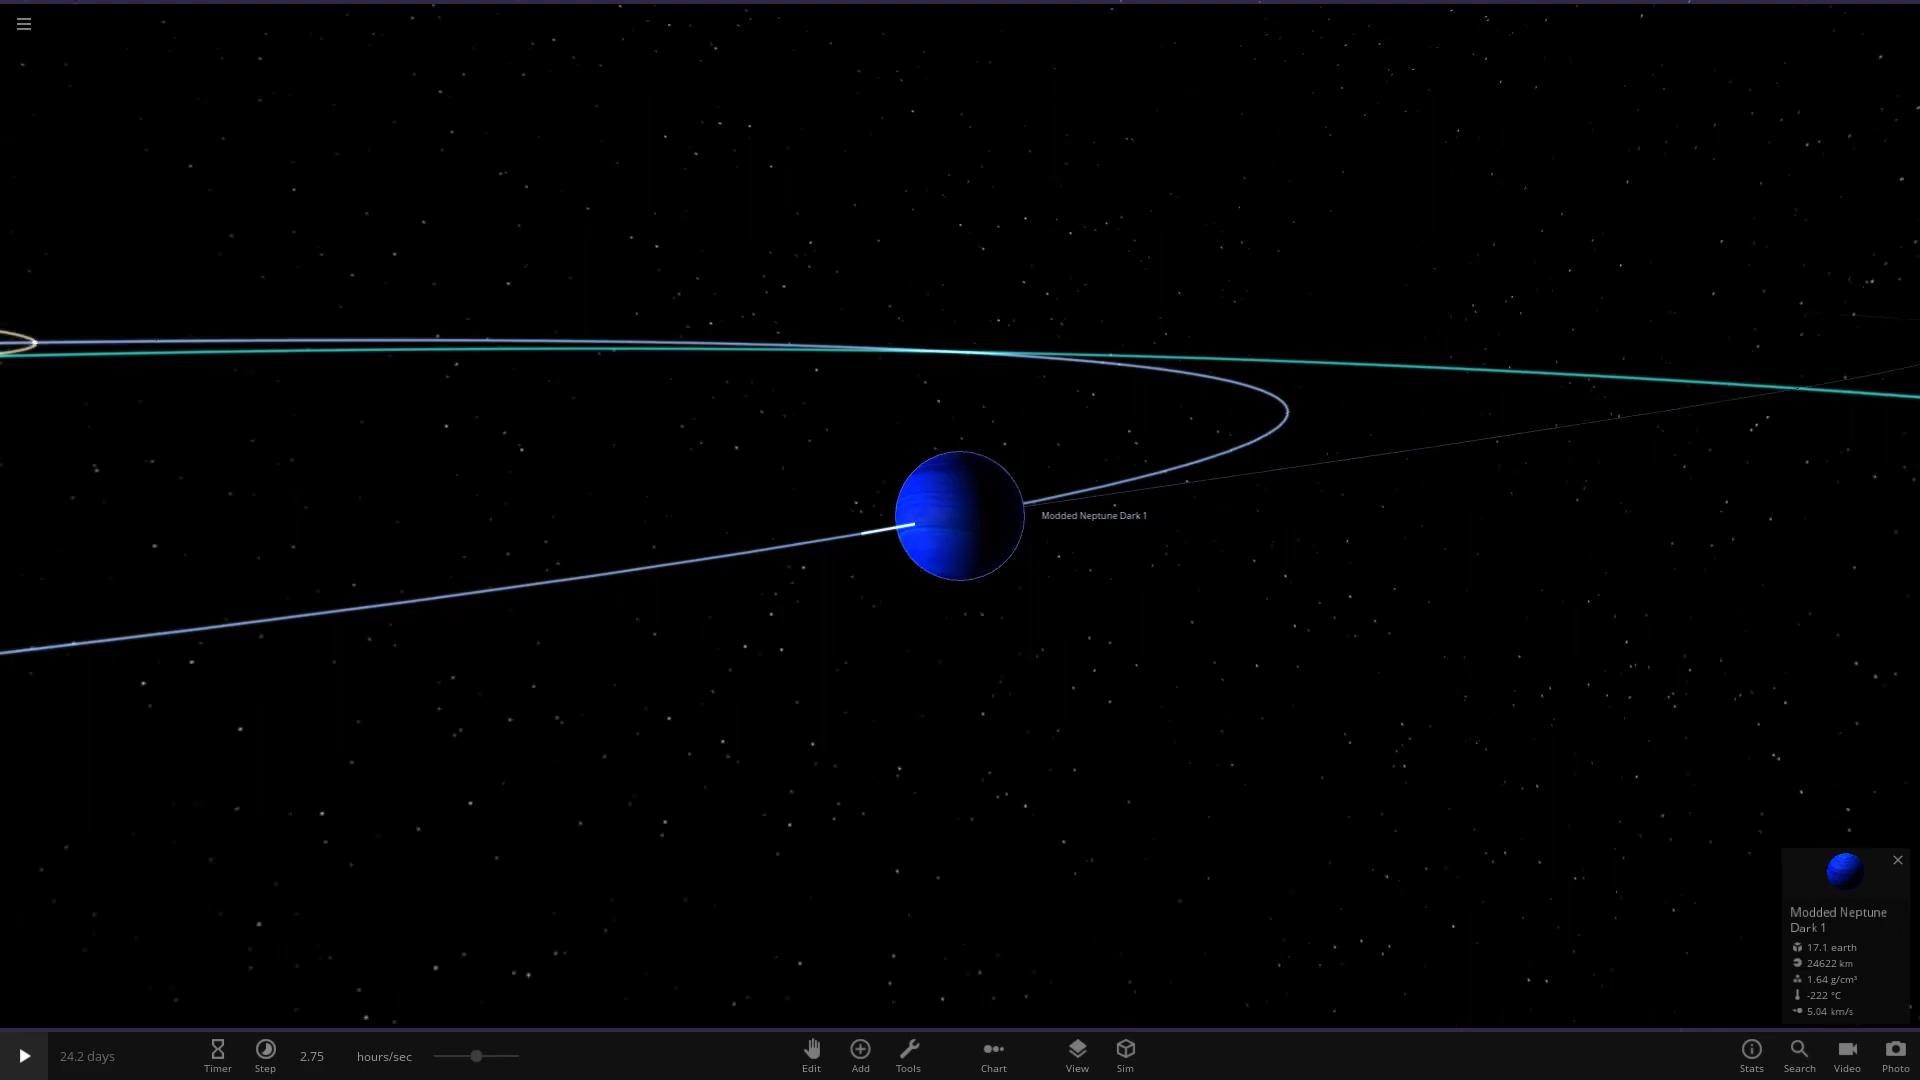 Modded Neptune Dark 1
Modded Neptune
Dark 1
17.1 earth
24622 km
1.64 g/cm³
-222 °C
5.04 km/s
24.2 days
Timer
Step
2.75
hours/sec
Edit
Add
Tools
Chart
View
Sim
Stats
Search
Video
Photo